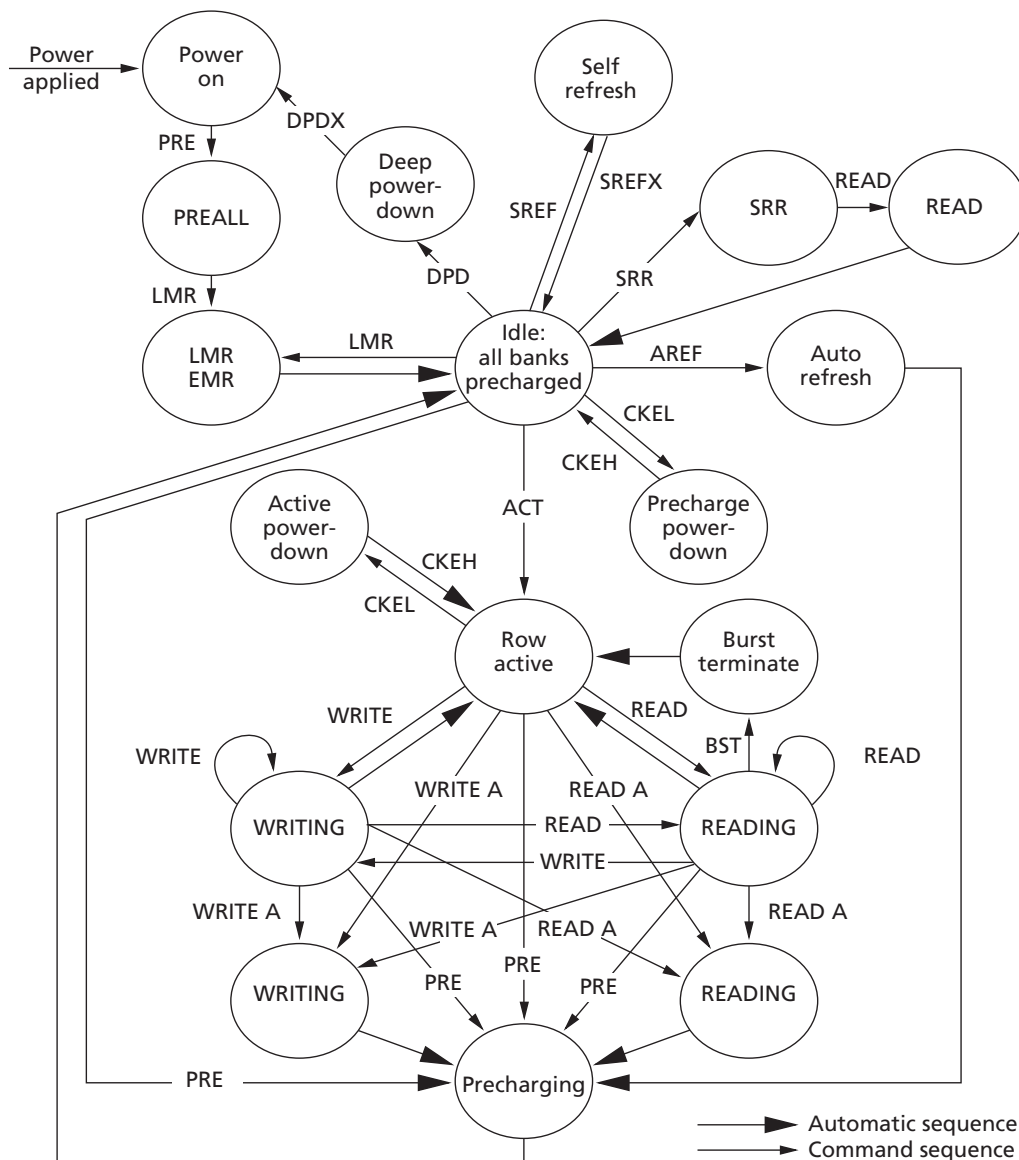 Power
applied
Power
on
Self
refresh
DPDX
PRE
Deep
power-
down
SREFX
READ
PREALL
SREF
SRR
READ
DPD
SRR
LMR
Idle:
all banks
precharged
LMR
EMR
LMR
AREF
Auto
refresh
CKEL
CKEH
Active
power-
down
ACT
Precharge
power-
down
CKEH
CKEL
Row
active
Burst
terminate
WRITE
READ
WRITE
BST
READ
WRITE A
READ A
WRITING
READ
READING
WRITE
WRITE A
WRITE A
READ A
READ A
PRE
PRE
PRE
WRITING
READING
PRE
Precharging
Automatic sequence
Command sequence